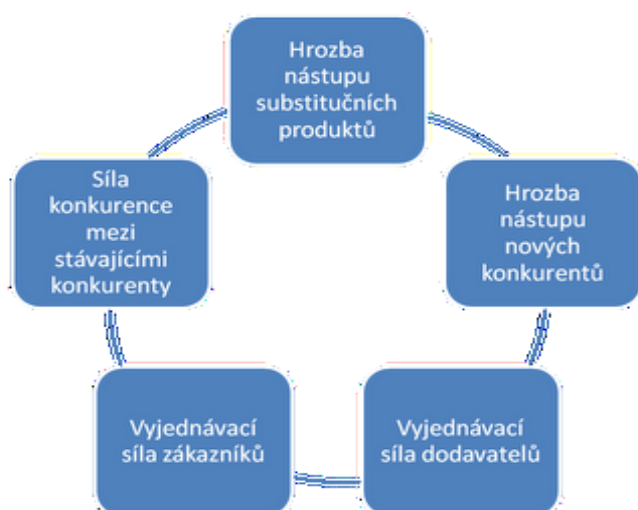 Hrozba
nástupu
substitučních
produktů
Hrozba
nástupu
nových
konkurentů
Vyjednávací
síla dodavatelů
Vyjednávací
síla zákazníků
Síla
konkurence
mezi
stávajícími
konkurenty